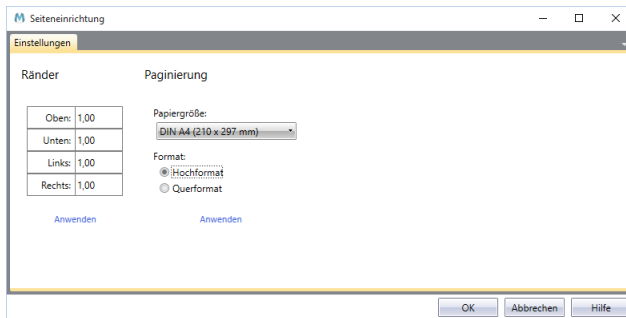 Seiteneinrichtung
Einstellungen
Ränder
Paginierung
Oben: 1,00
Unten: 1,00
Links: 1,00
Rechts: 1,00
Anwenden
Papiergröße:
DIN A4 (210 x 297 mm)
Format:
Hochformat
Querformat
Anwenden
OK
Abbrechen
Hilfe